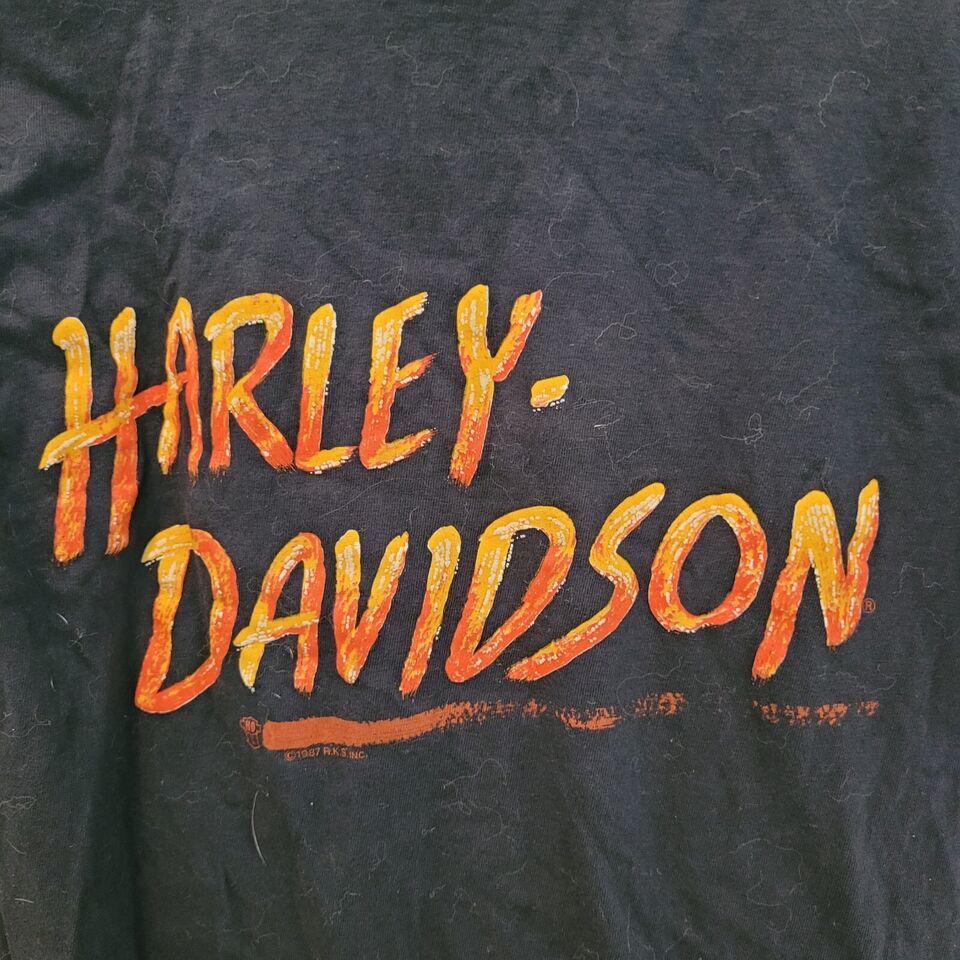 HARLEY-
DAVIDSON®
©1987 R.K.S, INC.